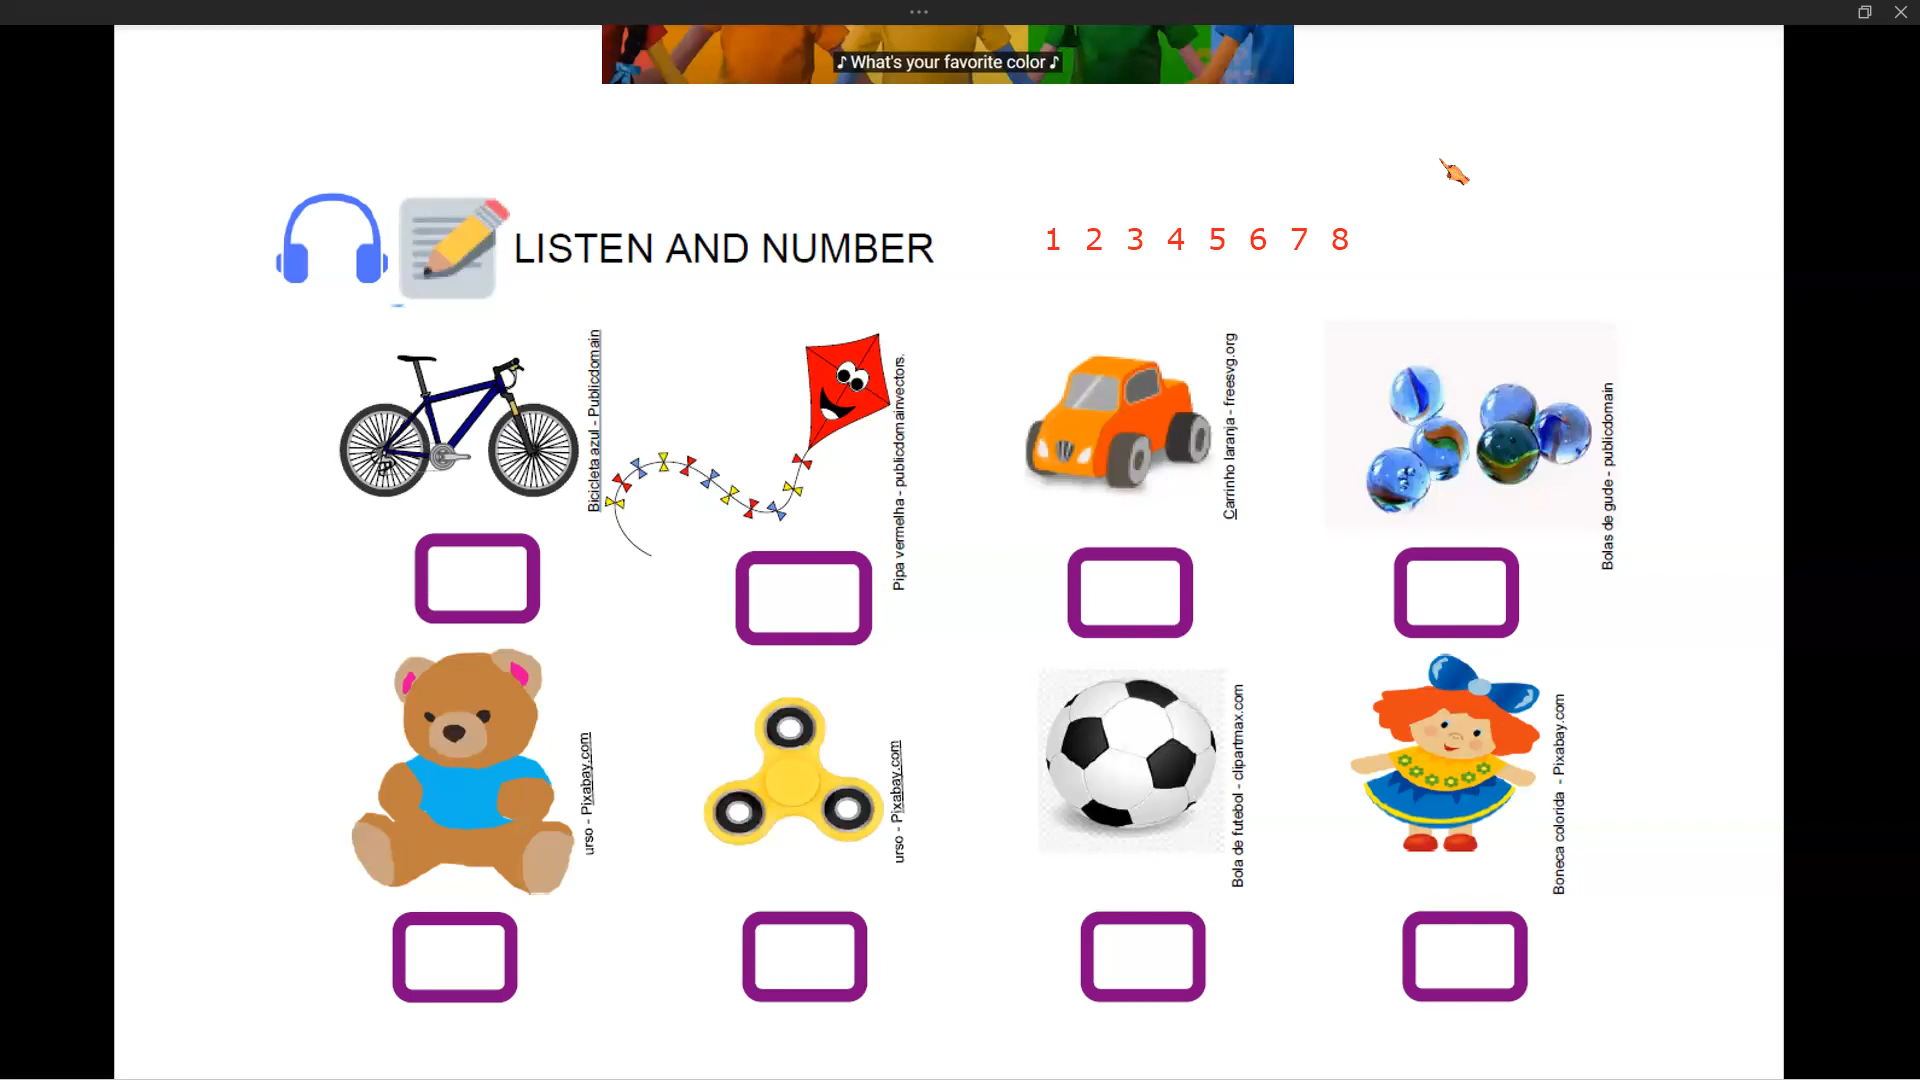 ♪ What's your favorite color ♪
LISTEN AND NUMBER
1 2 3 4 5 6 7 8
Bicicleta azul - Publicdomain
Pipa vermelha - publicdomainvectors.
Carrinho laranja - freesvg.org
Bolas de gude - publicdomain
urso - Pixabay.com
urso - Pixabay.com
Bola de futebol - clipartmax.com
Boneca colorida - Pixabay.com